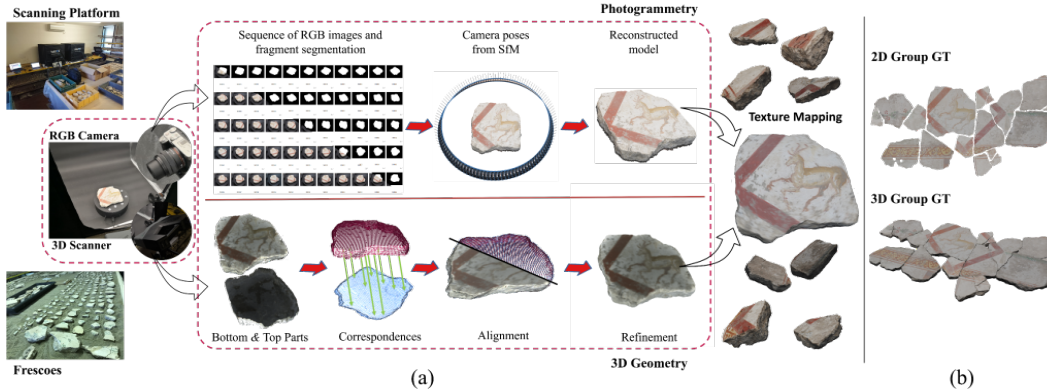 Scanning Platform
RGB Camera
3D Scanner
Frescoes
Photogrammetry
Sequence of RGB images and
fragment segmentation
Camera poses
from SfM
Reconstructed
model
Bottom & Top Parts
Correspondences
Alignment
Refinement
3D Geometry
Texture Mapping
(a)
2D Group GT
3D Group GT
(b)